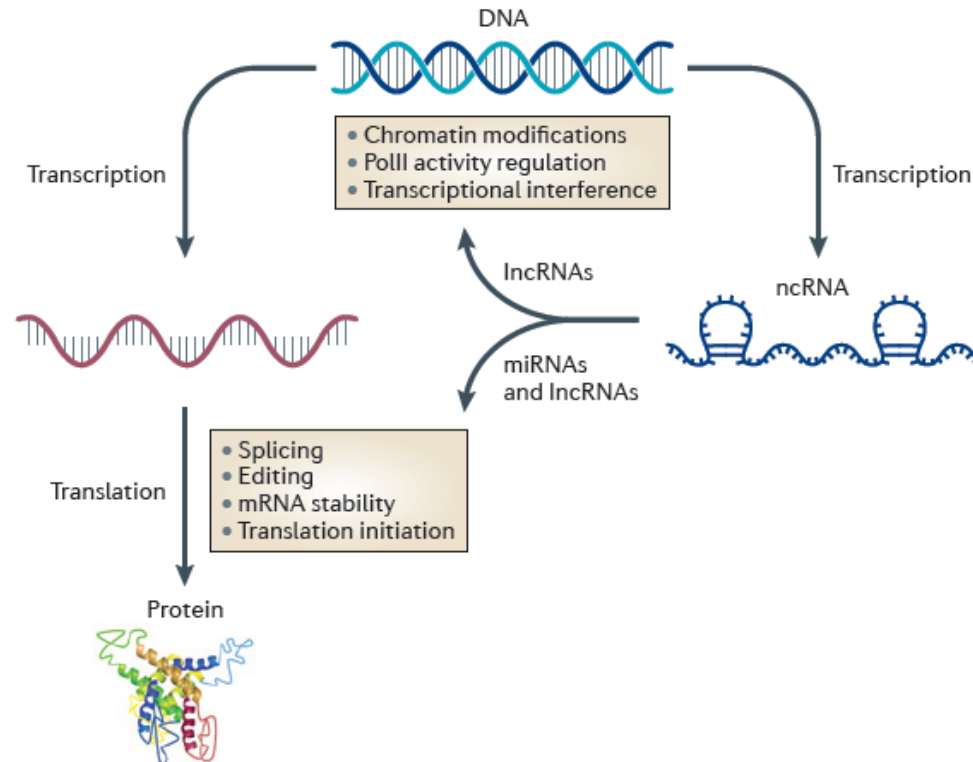 DNA
• Chromatin modifications
• PolII activity regulation
• Transcriptional interference
Transcription
Transcription
lncRNAs
ncRNA
miRNAs
and lncRNAs
• Splicing
• Editing
• mRNA stability
• Translation initiation
Translation
Protein